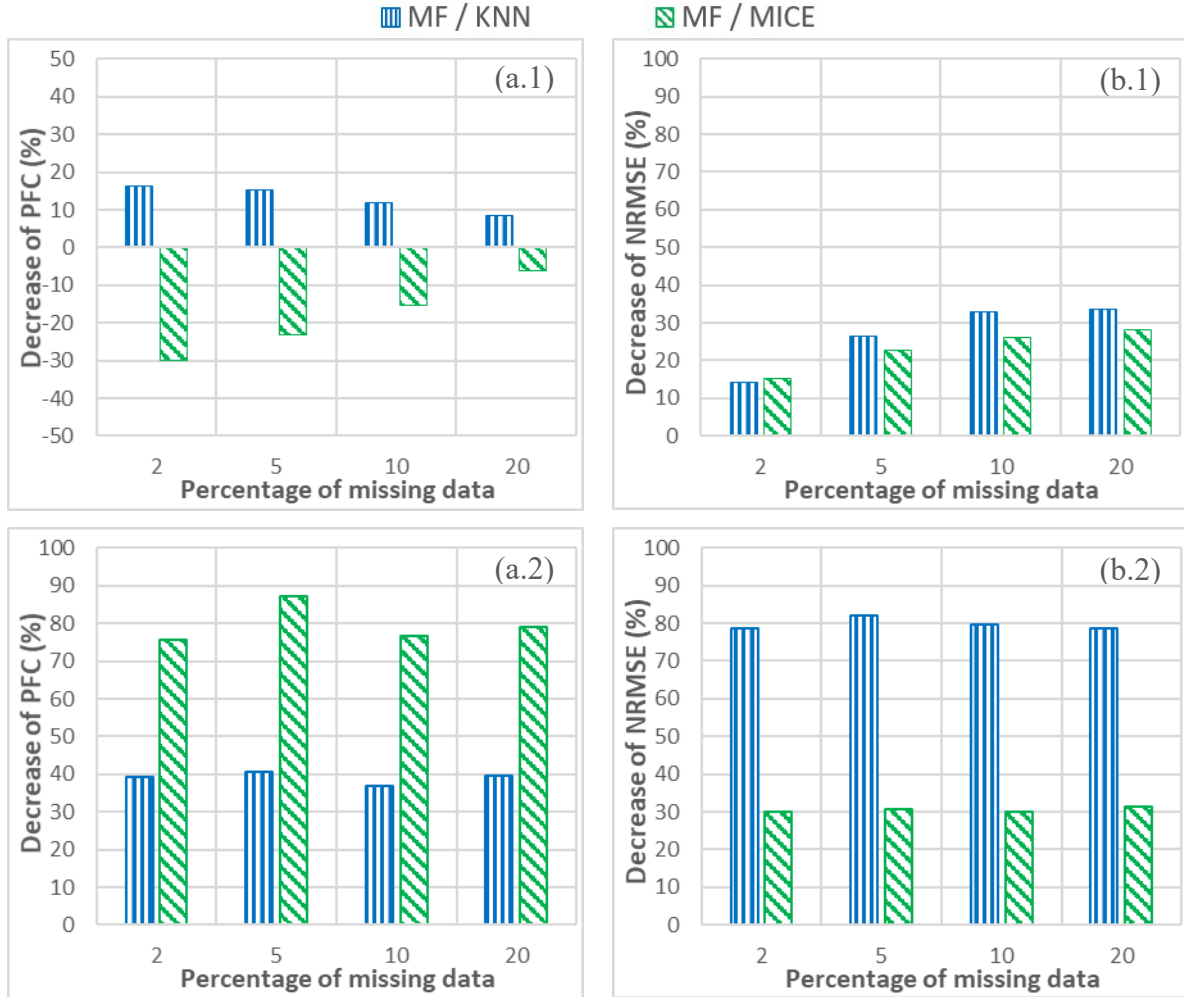 MF / KNN MF / MICE
(a.1)
Decrease of PFC (%)
50
40
30
20
10
0
-10
-20
-30
-40
-50
2 5 10 20
Percentage of missing data
(b.1)
Decrease of NRMSE (%)
100
90
80
70
60
50
40
30
20
10
0
2 5 10 20
Percentage of missing data
(a.2)
Decrease of PFC (%)
100
90
80
70
60
50
40
30
20
10
0
2 5 10 20
Percentage of missing data
(b.2)
Decrease of NRMSE (%)
100
90
80
70
60
50
40
30
20
10
0
2 5 10 20
Percentage of missing data